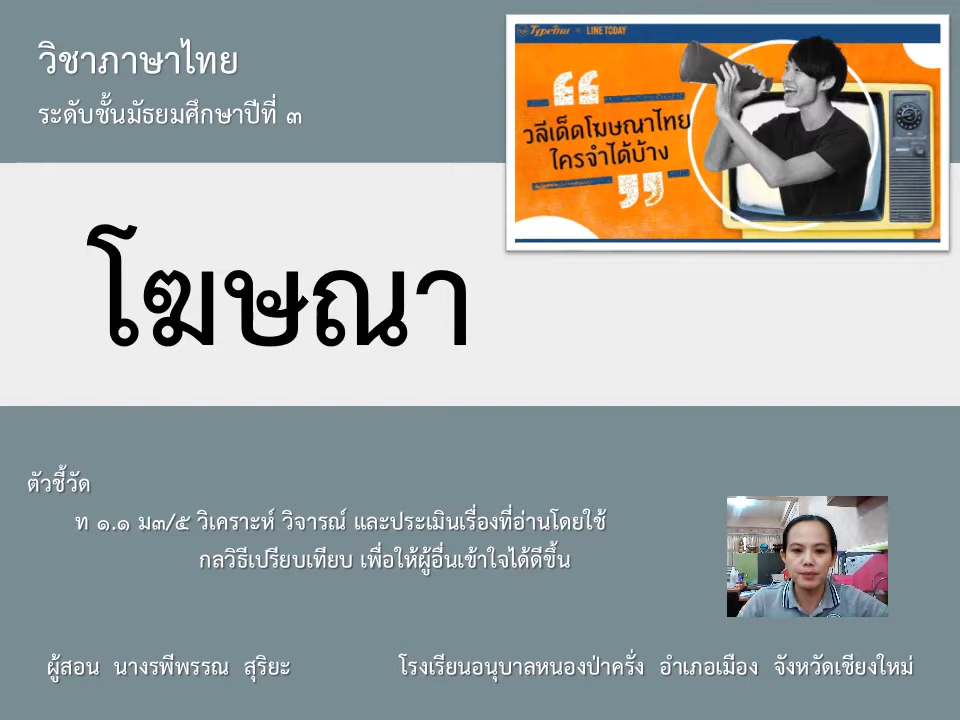 วิชาภาษาไทย
ระดับชั้นมัธยมศึกษาปีที่ ๓
Typeไทย × LINE TODAY
“
วลีเด็ดโฆษณาไทย
ใครจำได้บ้าง
”
โฆษณา
ตัวชี้วัด
ท ๑.๑ ม๓/๕ วิเคราะห์ วิจารณ์ และประเมินเรื่องที่อ่านโดยใช้
กลวิธีเปรียบเทียบ เพื่อให้ผู้อื่นเข้าใจได้ดีขึ้น
ผู้สอน นางรพีพรรณ สุริยะ โรงเรียนอนุบาลหนองป่าครั่ง อำเภอเมือง จังหวัดเชียงใหม่